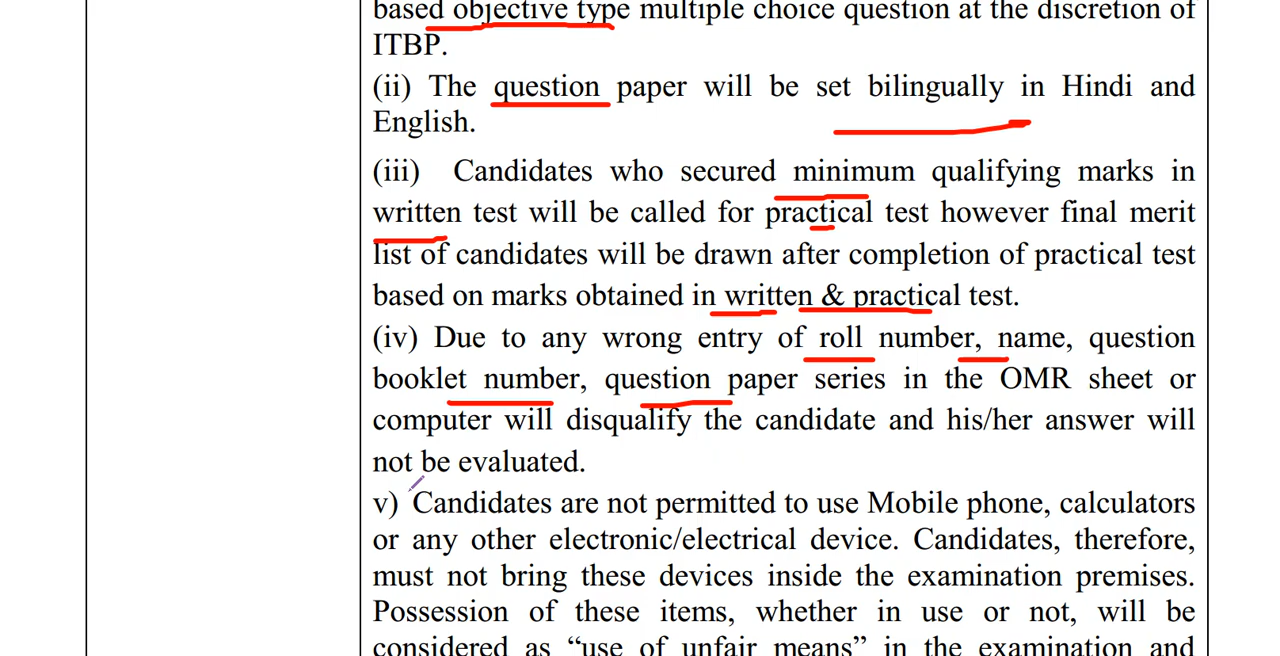 based objective type multiple choice question at the discretion of
ITBP.
(ii) The question paper will be set bilingually in Hindi and
English.
(iii) Candidates who secured minimum qualifying marks in
written test will be called for practical test however final merit
list of candidates will be drawn after completion of practical test
based on marks obtained in written & practical test.
(iv) Due to any wrong entry of roll number, name, question
booklet number, question paper series in the OMR sheet or
computer will disqualify the candidate and his/her answer will
not be evaluated.
v) Candidates are not permitted to use Mobile phone, calculators
or any other electronic/electrical device. Candidates, therefore,
must not bring these devices inside the examination premises.
Possession of these items, whether in use or not, will be
considered as “use of unfair means” in the examination and